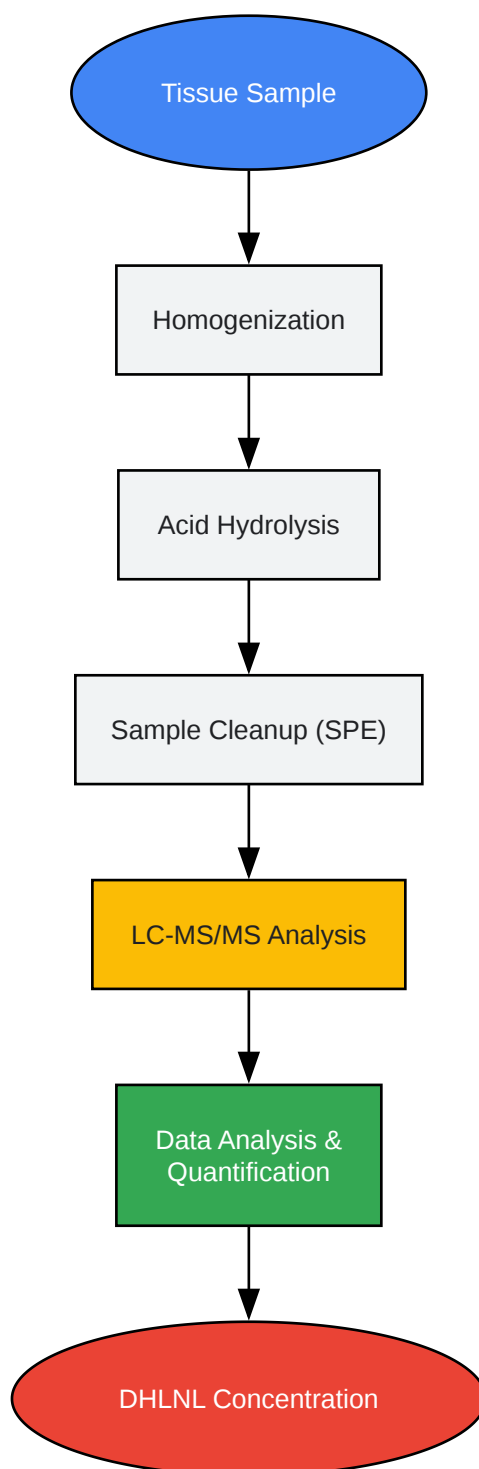 Tissue Sample
Homogenization
Acid Hydrolysis
Sample Cleanup (SPE)
LC-MS/MS Analysis
Data Analysis &
Quantification
DHLNL Concentration